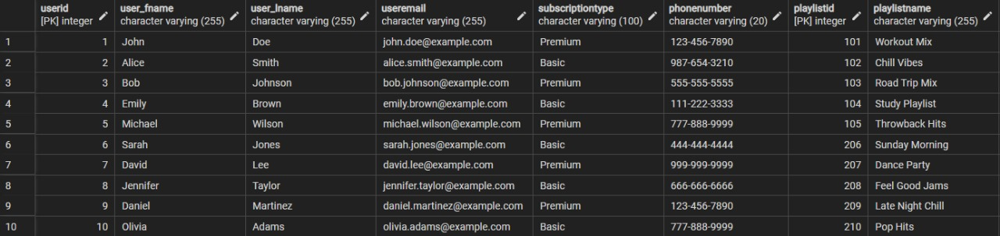 userid user_fname user_lname useremail subscriptiontype phonenumber playlistid playlistname
[PK] integer character varying (255) character varying (255) character varying (255) character varying (100) character varying (20) [PK] integer character varying (255)
1 1 John Doe john.doe@example.com Premium 123-456-7890 101 Workout Mix
2 2 Alice Smith alice.smith@example.com Basic 987-654-3210 102 Chill Vibes
3 3 Bob Johnson bob.johnson@example.com Premium 555-555-5555 103 Road Trip Mix
4 4 Emily Brown emily.brown@example.com Basic 111-222-3333 104 Study Playlist
5 5 Michael Wilson michael.wilson@example.com Premium 777-888-9999 105 Throwback Hits
6 6 Sarah Jones sarah.jones@example.com Basic 444-444-4444 206 Sunday Morning
7 7 David Lee david.lee@example.com Premium 999-999-9999 207 Dance Party
8 8 Jennifer Taylor jennifer.taylor@example.com Basic 666-666-6666 208 Feel Good Jams
9 9 Daniel Martinez daniel.martinez@example.com Premium 123-456-7890 209 Late Night Chill
10 10 Olivia Adams olivia.adams@example.com Basic 777-888-9999 210 Pop Hits